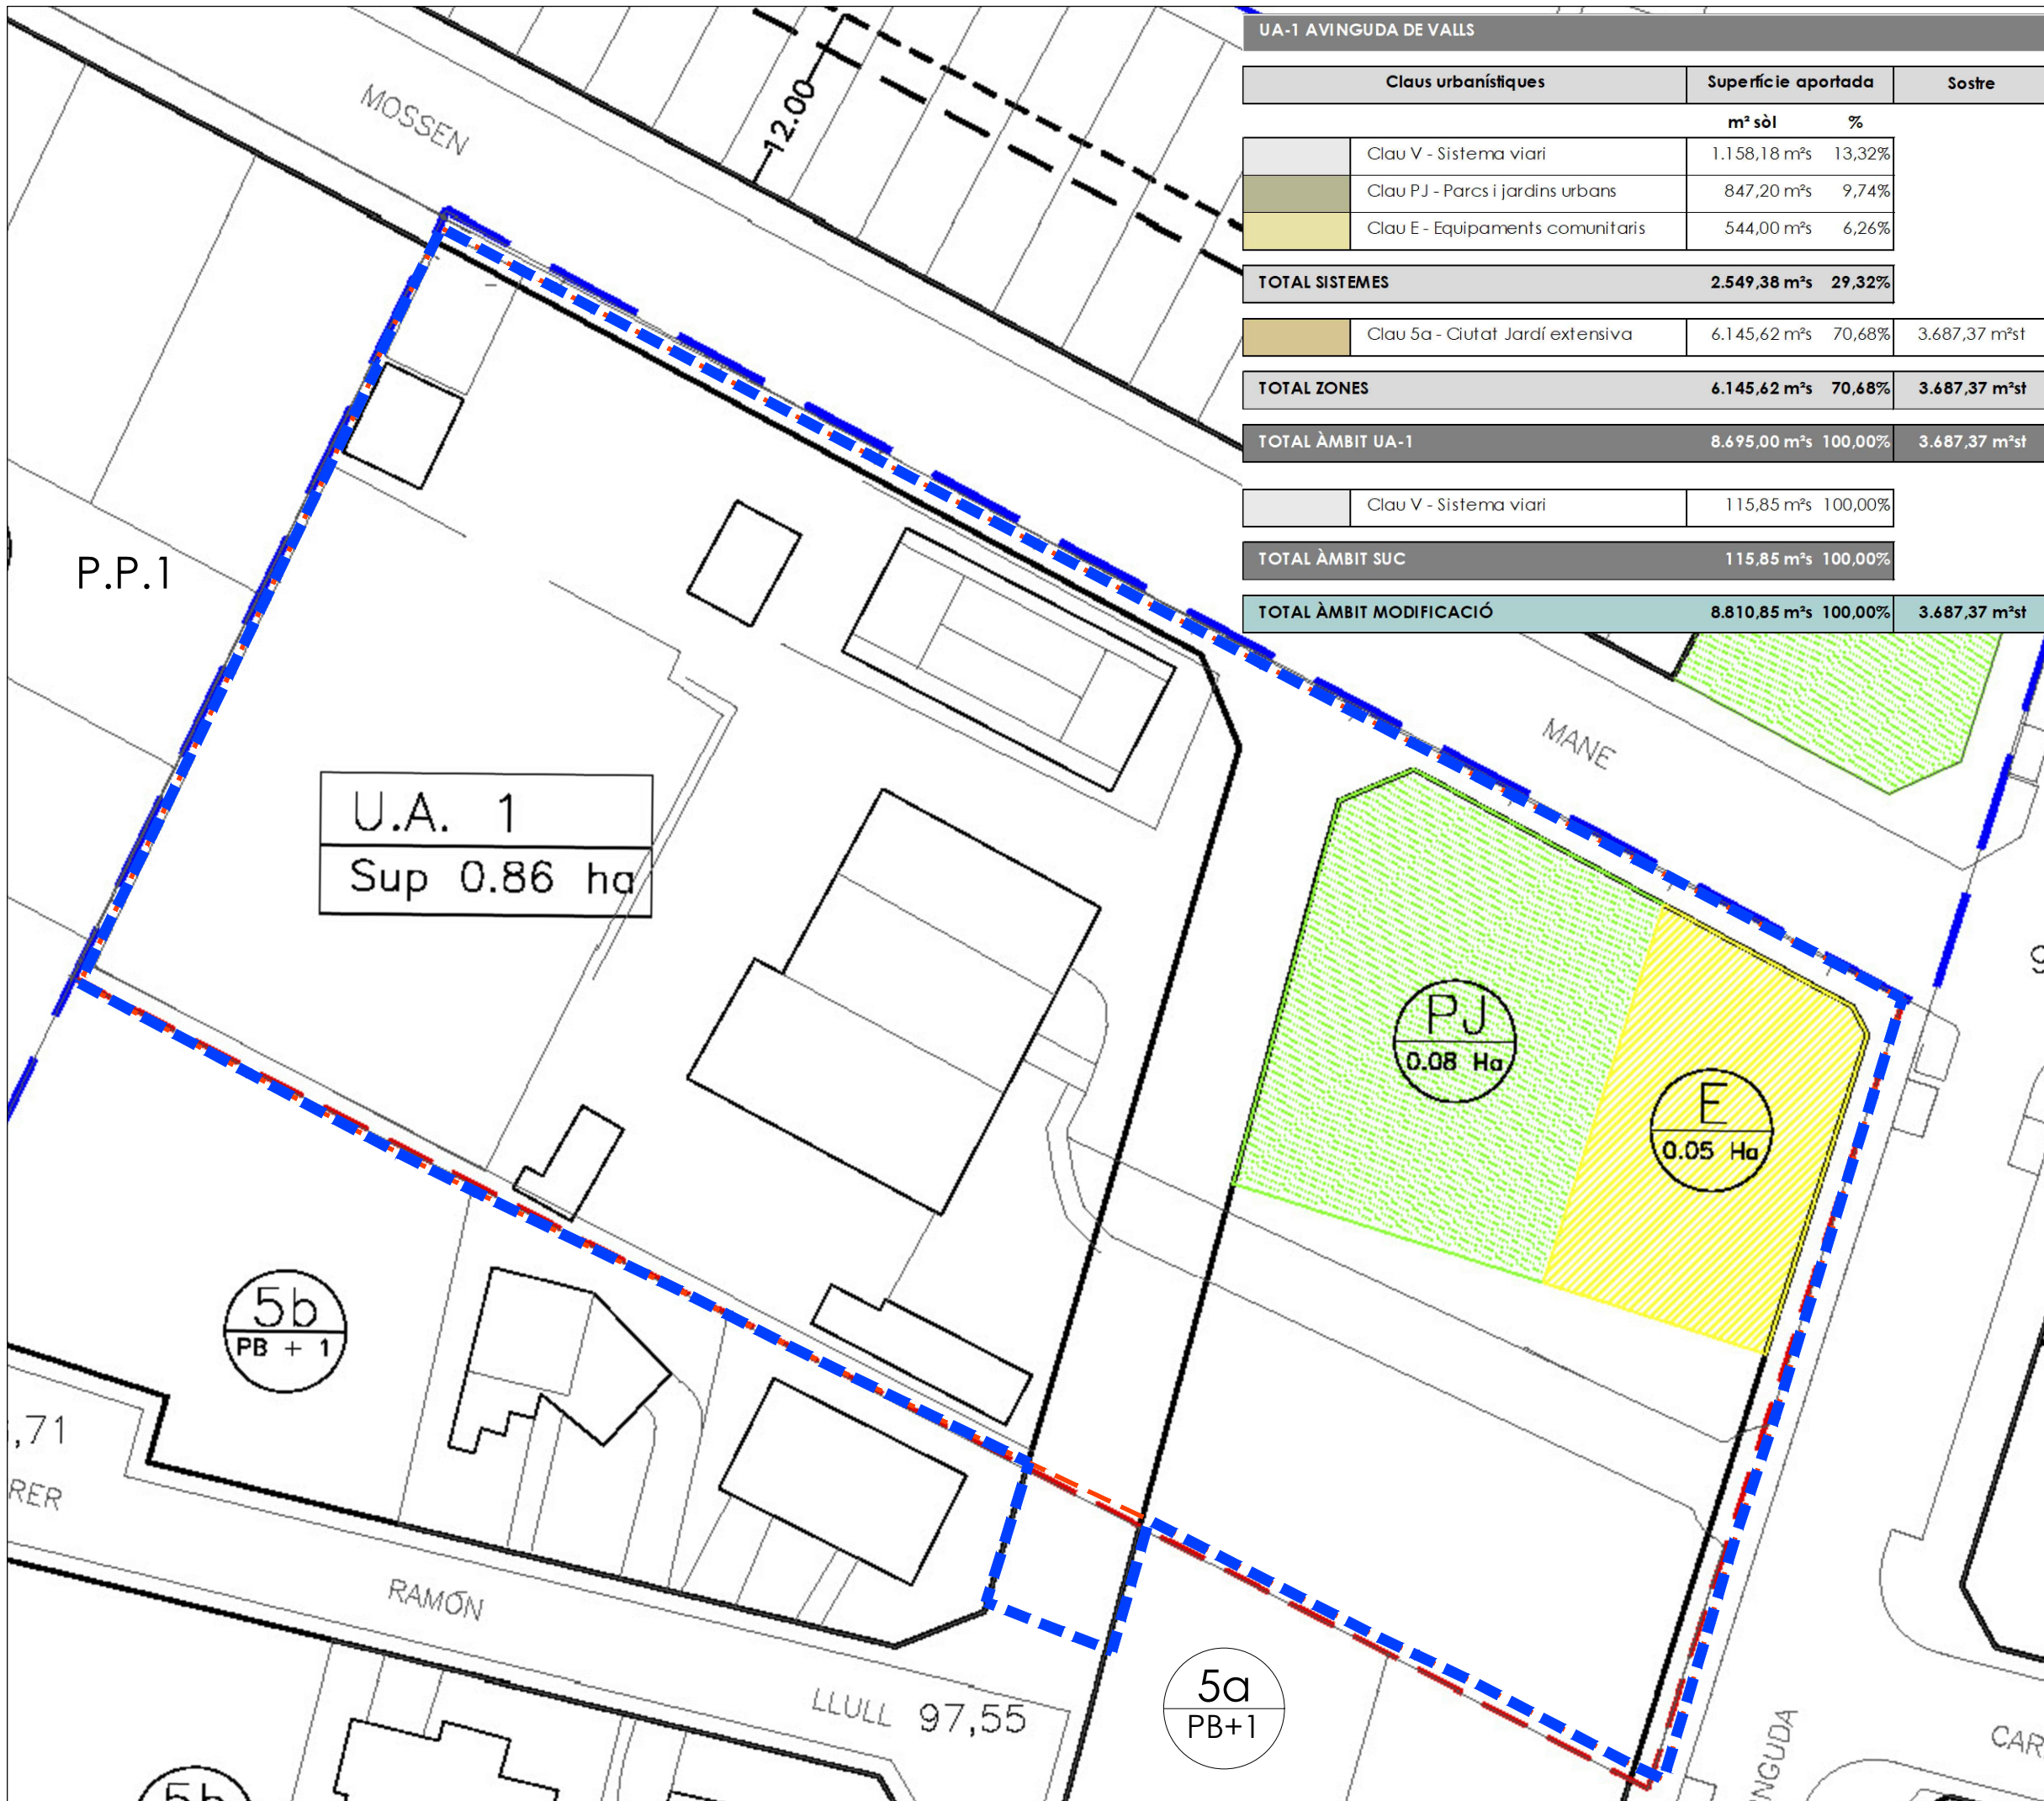 UA-1 AVINGUDA DE VALLS
Claus urbanístiques Superfície aportada Sostre
m² sòl %
Clau V - Sistema viari 1.158,18 m²s 13,32%
Clau PJ - Parcs i jardins urbans 847,20 m²s 9,74%
Clau E - Equipaments comunitaris 544,00 m²s 6,26%
TOTAL SISTEMES 2.549,38 m²s 29,32%
Clau 5a - Ciutat Jardí extensiva 6.145,62 m²s 70,68% 3.687,37 m²st
TOTAL ZONES 6.145,62 m²s 70,68% 3.687,37 m²st
TOTAL ÀMBIT UA-1 8.695,00 m²s 100,00% 3.687,37 m²st
Clau V - Sistema viari 115,85 m²s 100,00%
TOTAL ÀMBIT SUC 115,85 m²s 100,00%
TOTAL ÀMBIT MODIFICACIÓ 8.810,85 m²s 100,00% 3.687,37 m²st
MOSSEN
12.00
P.P.1
MANE
U.A. 1
Sup 0.86 ha
9
PJ
0.08 Ha
E
0.05 Ha
5b
PB + 1
,71
RER
RAMÓN
LLULL 97,55
5a
PB+1
NGUDA
CAR
5b